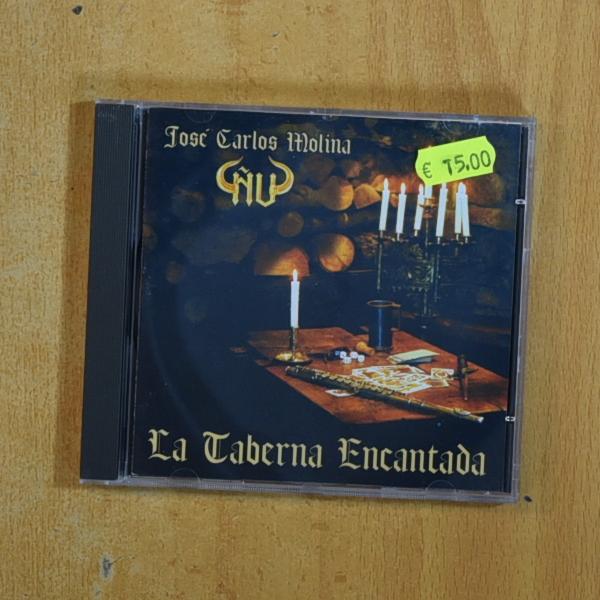 José Carlos Molina
ÑU
€ 15.00
La Taberna Encantada